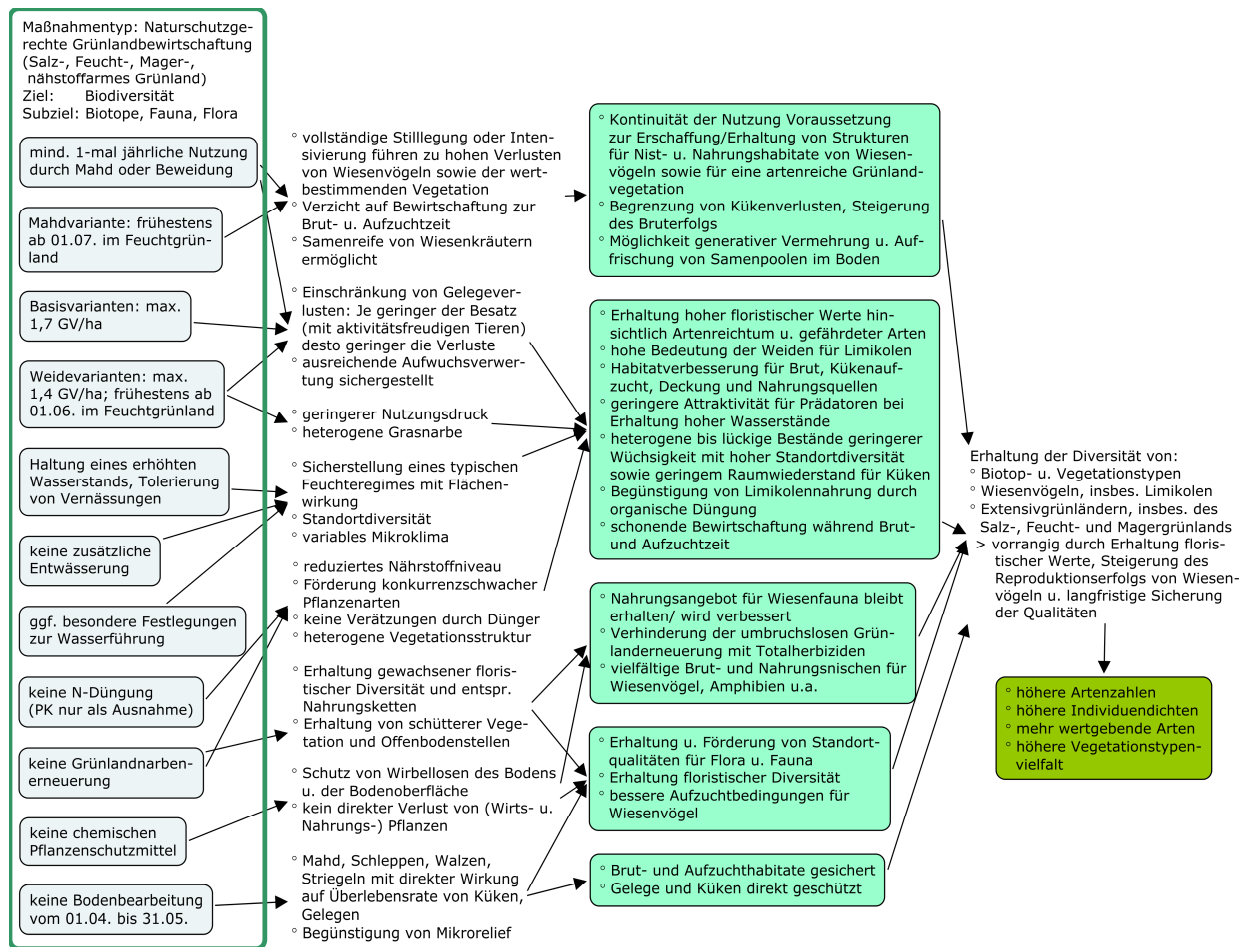 Maßnahmentyp: Naturschutzge-
rechte Grünlandbewirtschaftung
(Salz-, Feucht-, Mager-,
nähstoffarmes Grünland)
Ziel: Biodiversität
Subziel: Biotope, Fauna, Flora
mind. 1-mal jährliche Nutzung
durch Mahd oder Beweidung
Mahdvariante: frühestens
ab 01.07. im Feuchtgrün-
land
Basisvarianten: max.
1,7 GV/ha
Weidevarianten: max.
1,4 GV/ha; frühestens ab
01.06. im Feuchtgrünland
Haltung eines erhöhten
Wasserstands, Tolerierung
von Vernässungen
keine zusätzliche
Entwässerung
ggf. besondere Festlegungen
zur Wasserführung
keine N-Düngung
(PK nur als Ausnahme)
keine Grünlandnarben-
erneuerung
keine chemischen
Pflanzenschutzmittel
keine Bodenbearbeitung
vom 01.04. bis 31.05.
° vollständige Stilllegung oder Inten-
sivierung führen zu hohen Verlusten
von Wiesenvögeln sowie der wert-
bestimmenden Vegetation
° Verzicht auf Bewirtschaftung zur
Brut- u. Aufzuchtzeit
° Samenreife von Wiesenkräutern
ermöglicht
° Einschränkung von Gelegever-
lusten: Je geringer der Besatz
(mit aktivitätsfreudigen Tieren)
desto geringer die Verluste
° ausreichende Aufwuchsverwer-
tung sichergestellt
° geringerer Nutzungsdruck
° heterogene Grasnarbe
° Sicherstellung eines typischen
Feuchteregimes mit Flächen-
wirkung
° Standortdiversität
° variables Mikroklima
° reduziertes Nährstoffniveau
° Förderung konkurrenzschwacher
Pflanzenarten
° keine Verätzungen durch Dünger
° heterogene Vegetationsstruktur
° Erhaltung gewachsener floris-
tischer Diversität und entspr.
Nahrungsketten
° Erhaltung von schütterer Vege-
tation und Offenbodenstellen
° Schutz von Wirbellosen des Bodens
u. der Bodenoberfläche
° kein direkter Verlust von (Wirts- u.
Nahrungs-) Pflanzen
° Mahd, Schleppen, Walzen,
Striegeln mit direkter Wirkung
auf Überlebensrate von Küken,
Gelegen
° Begünstigung von Mikrorelief
° Kontinuität der Nutzung Voraussetzung
zur Erschaffung/Erhaltung von Strukturen
für Nist- u. Nahrungshabitate von Wiesen-
vögeln sowie für eine artenreiche Grünland-
vegetation
° Begrenzung von Kükenverlusten, Steigerung
des Bruterfolgs
° Möglichkeit generativer Vermehrung u. Auf-
frischung von Samenpoolen im Boden
° Erhaltung hoher floristischer Werte hin-
sichtlich Artenreichtum u. gefährdeter Arten
° hohe Bedeutung der Weiden für Limikolen
° Habitatverbesserung für Brut, Kükenauf-
zucht, Deckung und Nahrungsquellen
° geringere Attraktivität für Prädatoren bei
Erhaltung hoher Wasserstände
° heterogene bis lückige Bestände geringerer
Wüchsigkeit mit hoher Standortdiversität
sowie geringem Raumwiederstand für Küken
° Begünstigung von Limikolennahrung durch
organische Düngung
° schonende Bewirtschaftung während Brut-
und Aufzuchtzeit
° Nahrungsangebot für Wiesenfauna bleibt
erhalten/ wird verbessert
° Verhinderung der umbruchslosen Grün-
landerneuerung mit Totalherbiziden
° vielfältige Brut- und Nahrungsnischen für
Wiesenvögel, Amphibien u.a.
° Erhaltung u. Förderung von Standort-
qualitäten für Flora u. Fauna
° Erhaltung floristischer Diversität
° bessere Aufzuchtbedingungen für
Wiesenvögel
° Brut- und Aufzuchthabitate gesichert
° Gelege und Küken direkt geschützt
Erhaltung der Diversität von:
° Biotop- u. Vegetationstypen
° Wiesenvögeln, insbes. Limikolen
° Extensivgrünländern, insbes. des
Salz-, Feucht- und Magergrünlands
> vorrangig durch Erhaltung floris-
tischer Werte, Steigerung des
Reproduktionserfolgs von Wiesen-
vögeln u. langfristige Sicherung
der Qualitäten
° höhere Artenzahlen
° höhere Individuendichten
° mehr wertgebende Arten
° höhere Vegetationstypen-
vielfalt